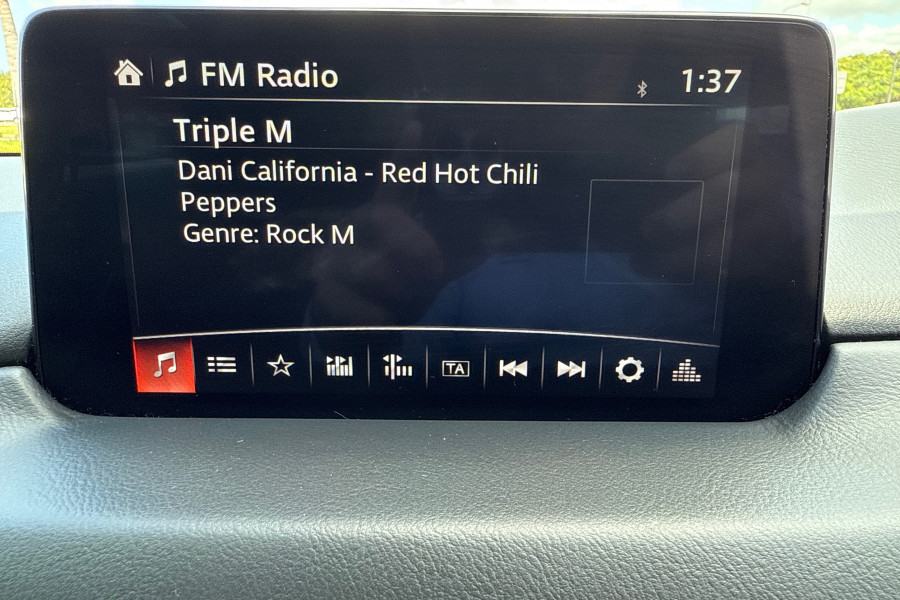 FM Radio
1:37
Triple M
Dani California - Red Hot Chili
Peppers
Genre: Rock M
TA